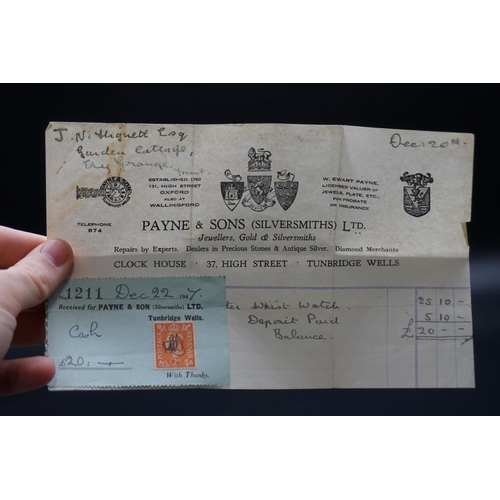 J. N. Huguett Esq
Garden Cottage,
Dec: 20th
ESTABLISHED 1790
131, HIGH STREET
OXFORD
ALSO AT
WALLINGFORD
W. EWART PAYNE,
LICENSED VALUER OF
JEWELS, PLATE, ETC.,
FOR PROBATE
OR INSURANCE
TELEPHONE
674
PAYNE & SONS (SILVERSMITHS) LTD.
Jewellers, Gold & Silversmiths
Repairs by Experts. Dealers in Precious Stones & Antique Silver. Diamond Merchants
CLOCK HOUSE 37, HIGH STREET TUNBRIDGE WELLS
1211 Dec 22 1947.
Received for PAYNE & SON (SILVERSMITHS) LTD.
Tunbridge Wells.
Cash
£20: —
With Thanks.
Wrist Watch 25 10 -
Deposit Paid 5 10 -
Balance. £ 20 - -